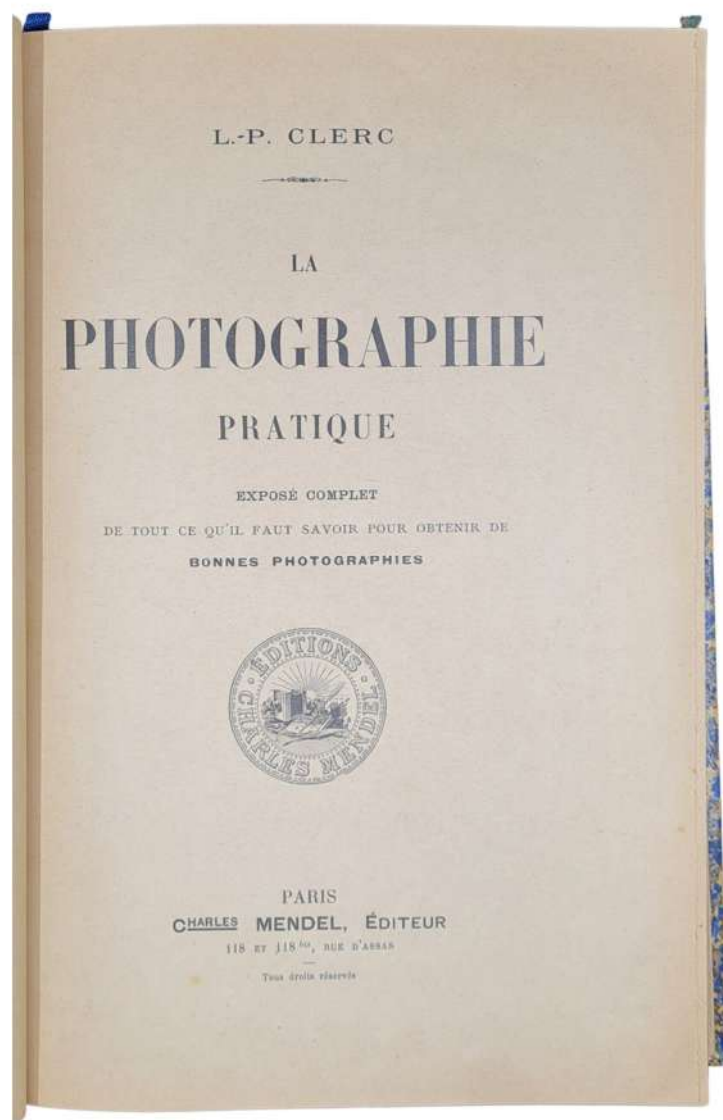 L.-P. CLERC
LA
PHOTOGRAPHIE
PRATIQUE
EXPOSÉ COMPLET
DE TOUT CE QU'IL FAUT SAVOIR POUR OBTENIR DE
BONNES PHOTOGRAPHIES
· ÉDITIONS ·
CHARLES MENDEL
PARIS
CHARLES MENDEL, ÉDITEUR
118 ET 118 bis, RUE D'ASSAS
Tous droits réservés